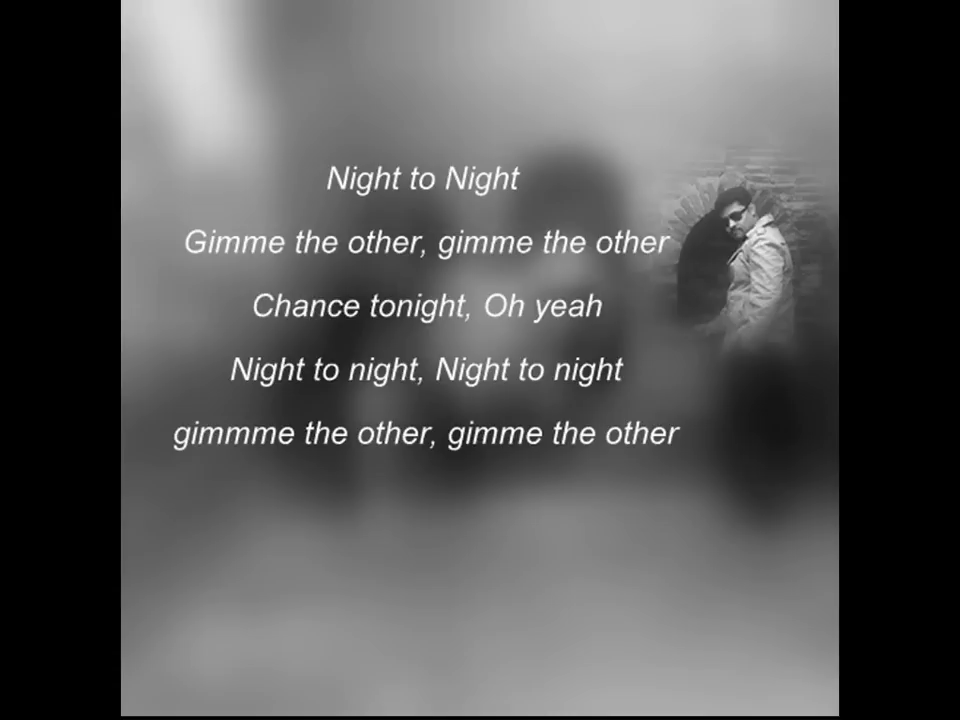 Night to Night
Gimme the other, gimme the other
Chance tonight, Oh yeah
Night to night, Night to night
gimmme the other, gimme the other